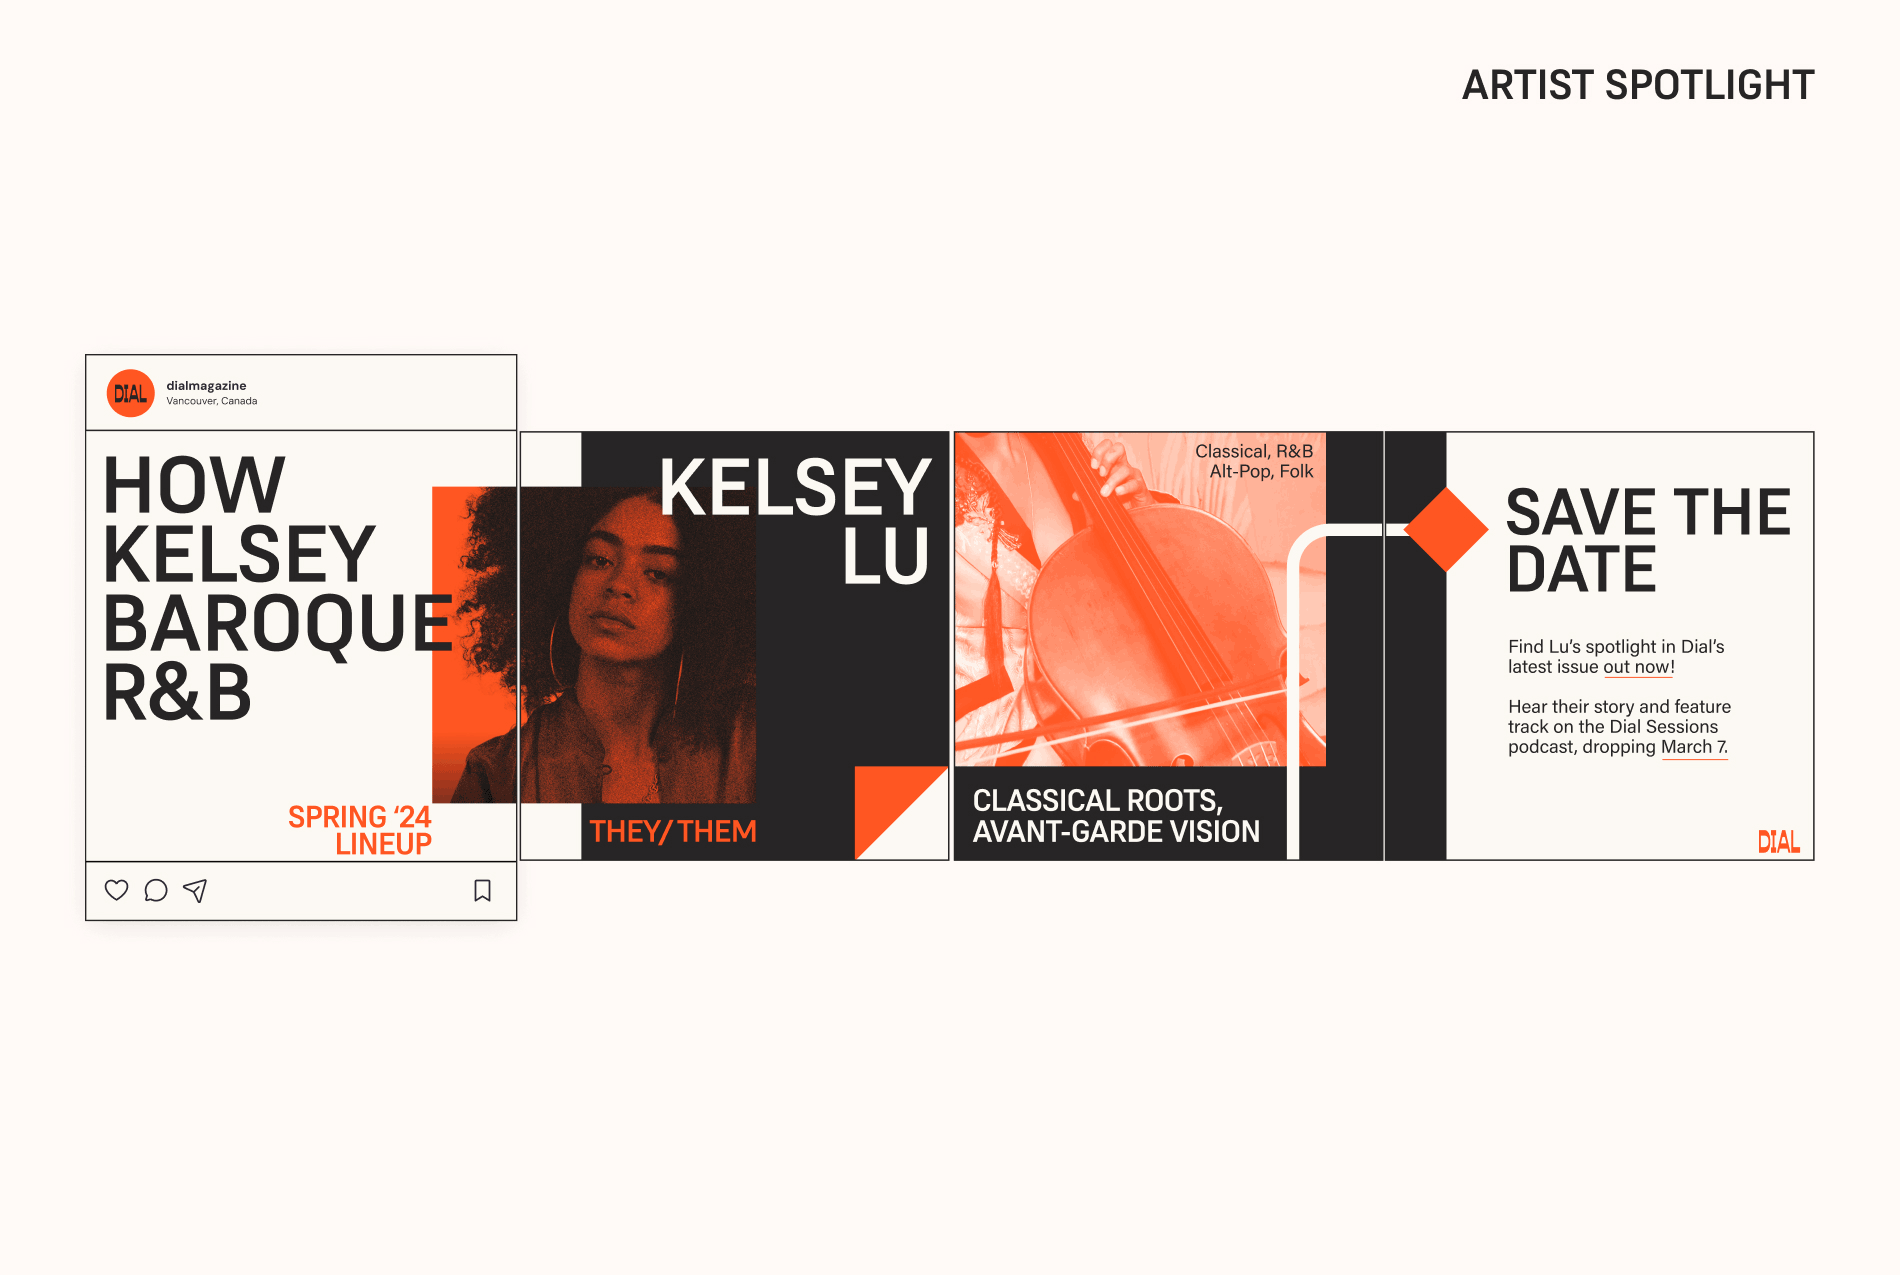 ARTIST SPOTLIGHT
DIAL
dialmagazine
Vancouver, Canada
HOW
KELSEY
BAROQUE
R&B
SPRING ‘24
LINEUP
KELSEY
LU
THEY/ THEM
Classical, R&B
Alt-Pop, Folk
CLASSICAL ROOTS,
AVANT-GARDE VISION
SAVE THE
DATE
Find Lu’s spotlight in Dial’s
latest issue out now!
Hear their story and feature
track on the Dial Sessions
podcast, dropping March 7.
DIAL